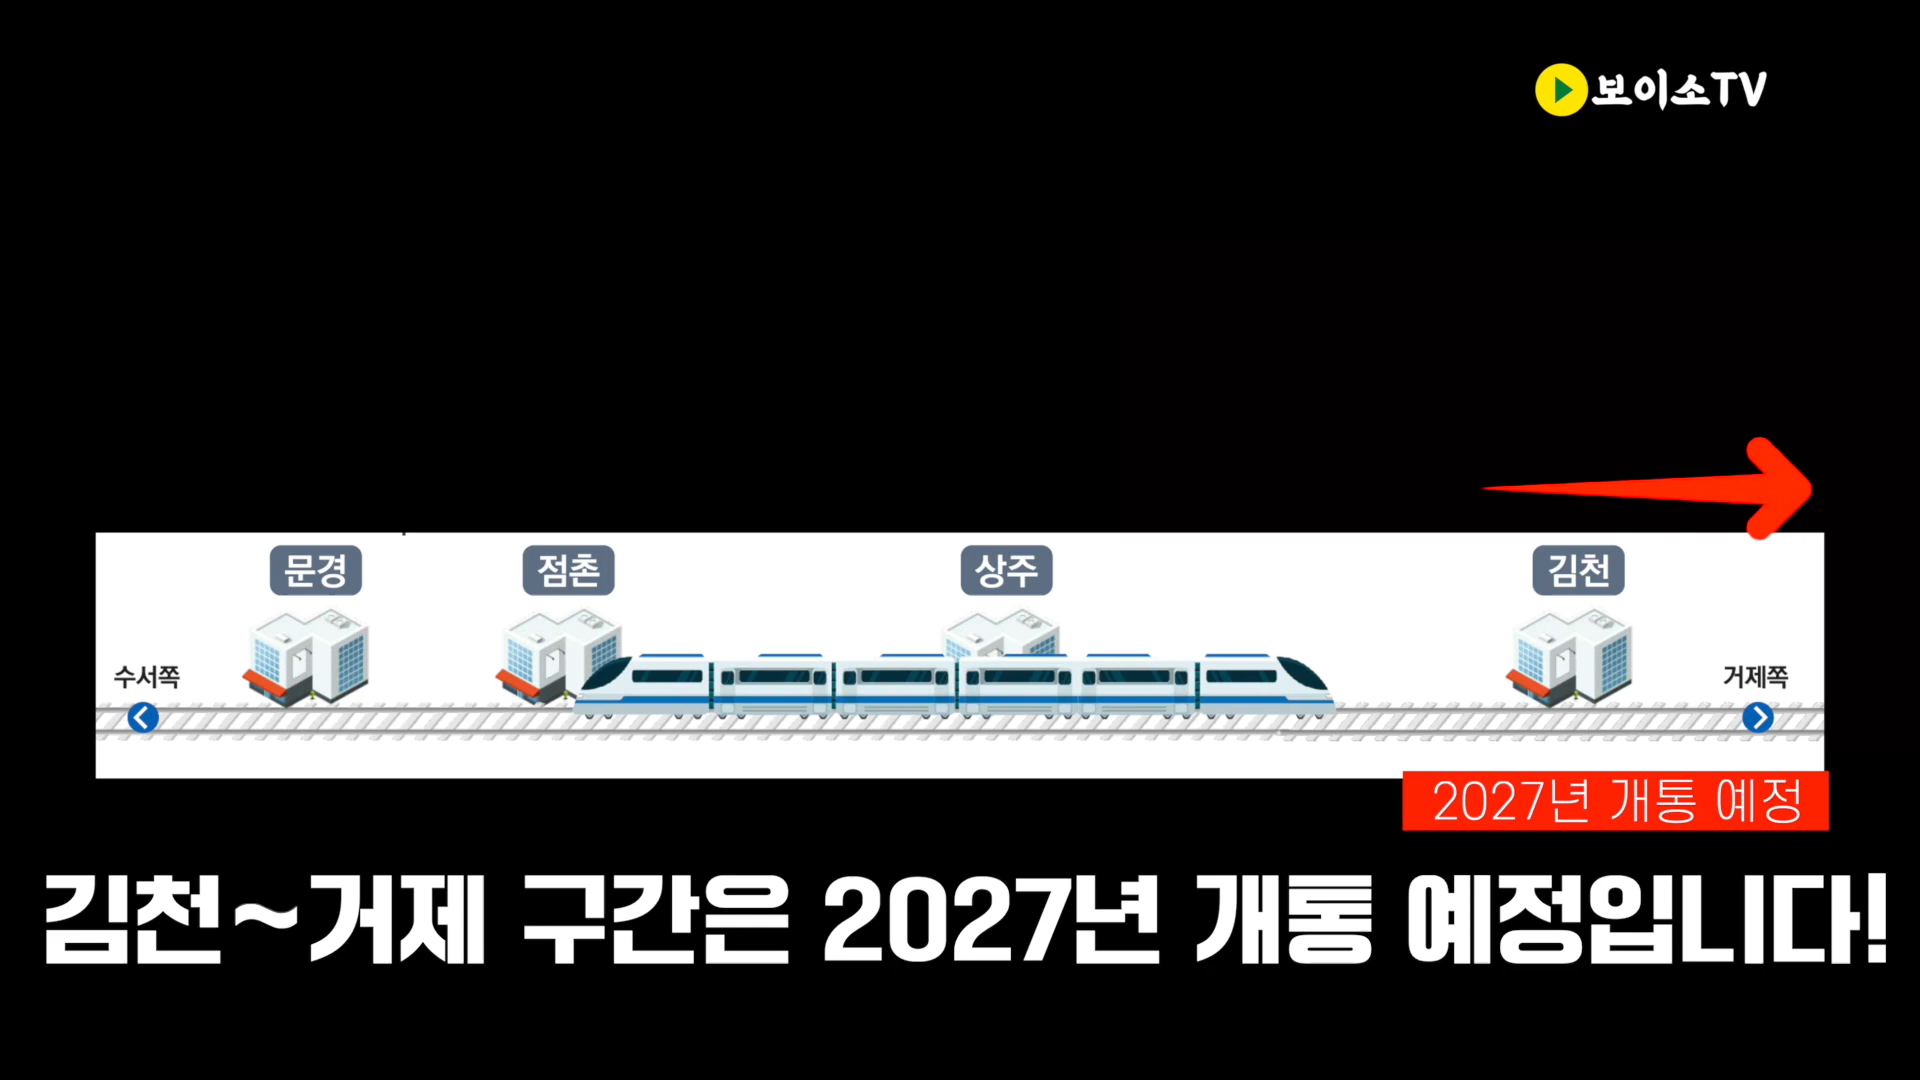 보이소TV
문경
점촌
상주
김천
수서쪽
거제쪽
2027년 개통 예정
김천~거제 구간은 2027년 개통 예정입니다!